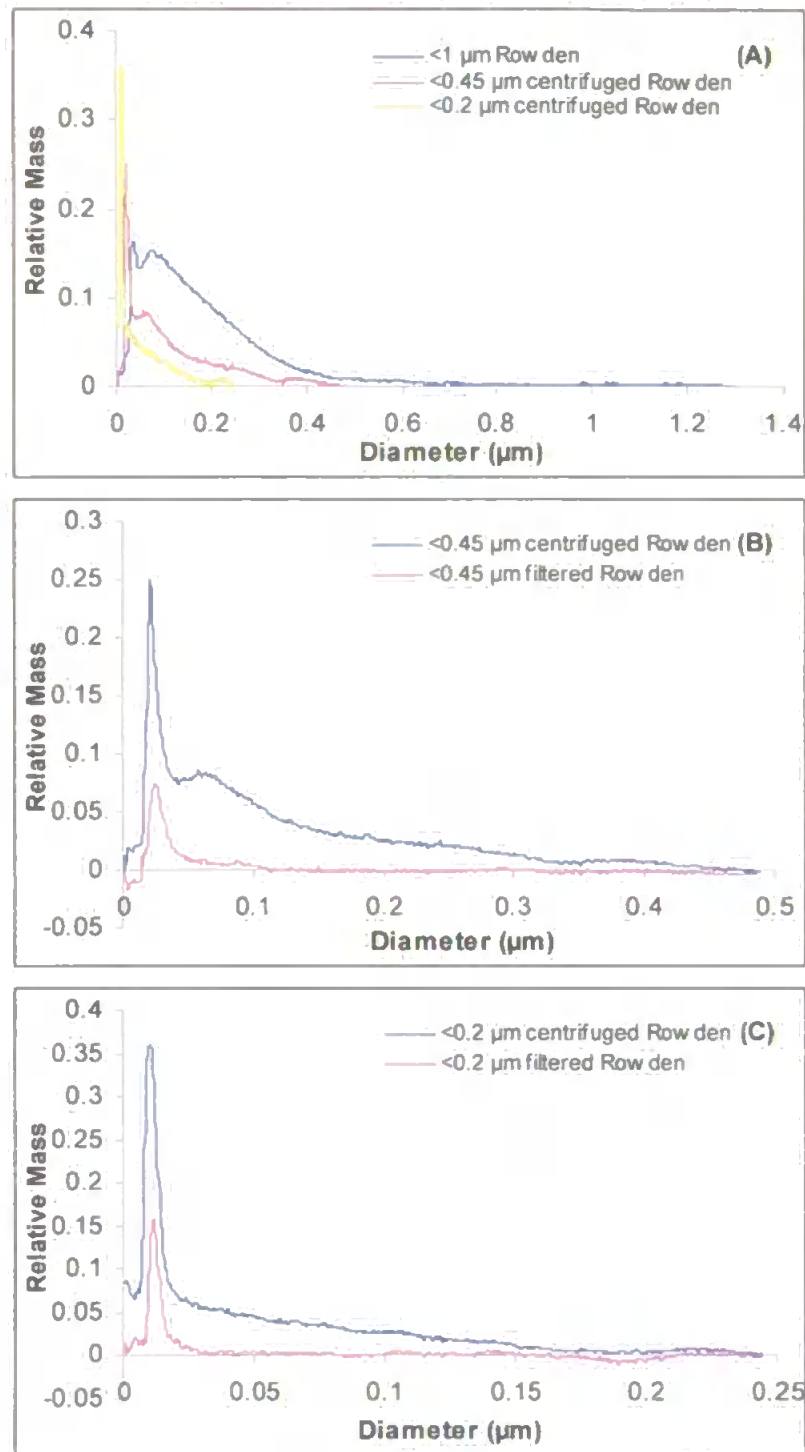 0.4
<1 µm Row den (A)
<0.45 µm centrifuged Row den
<0.2 µm centrifuged Row den
0.3
0.2
0.1
0
Relative Mass
0 0.2 0.4 0.6 0.8 1 1.2 1.4
Diameter (µm)
0.3
<0.45 µm centrifuged Row den (B)
<0.45 µm filtered Row den
0.25
0.2
0.15
0.1
0.05
0
-0.05
Relative Mass
0 0.1 0.2 0.3 0.4 0.5
Diameter (µm)
0.4
<0.2 µm centrifuged Row den (C)
<0.2 µm filtered Row den
0.35
0.3
0.25
0.2
0.15
0.1
0.05
0
-0.05
Relative Mass
0 0.05 0.1 0.15 0.2 0.25
Diameter (µm)